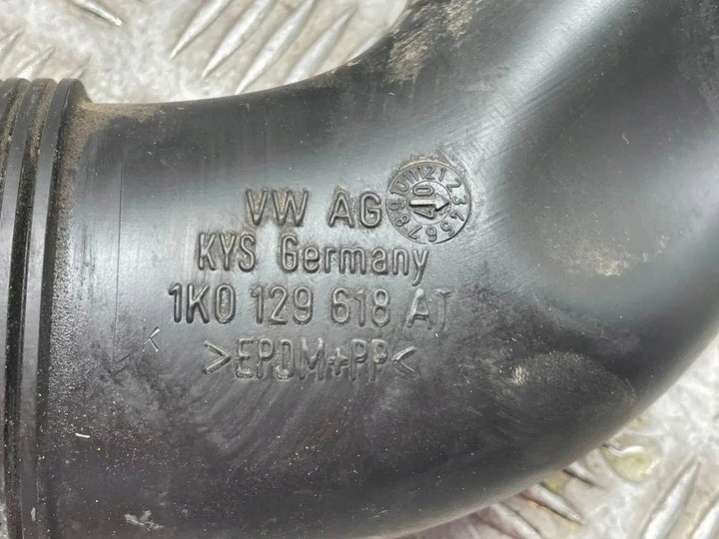 VW AG
KYS Germany
1K0 129 618 AT
>EPDM+PP<